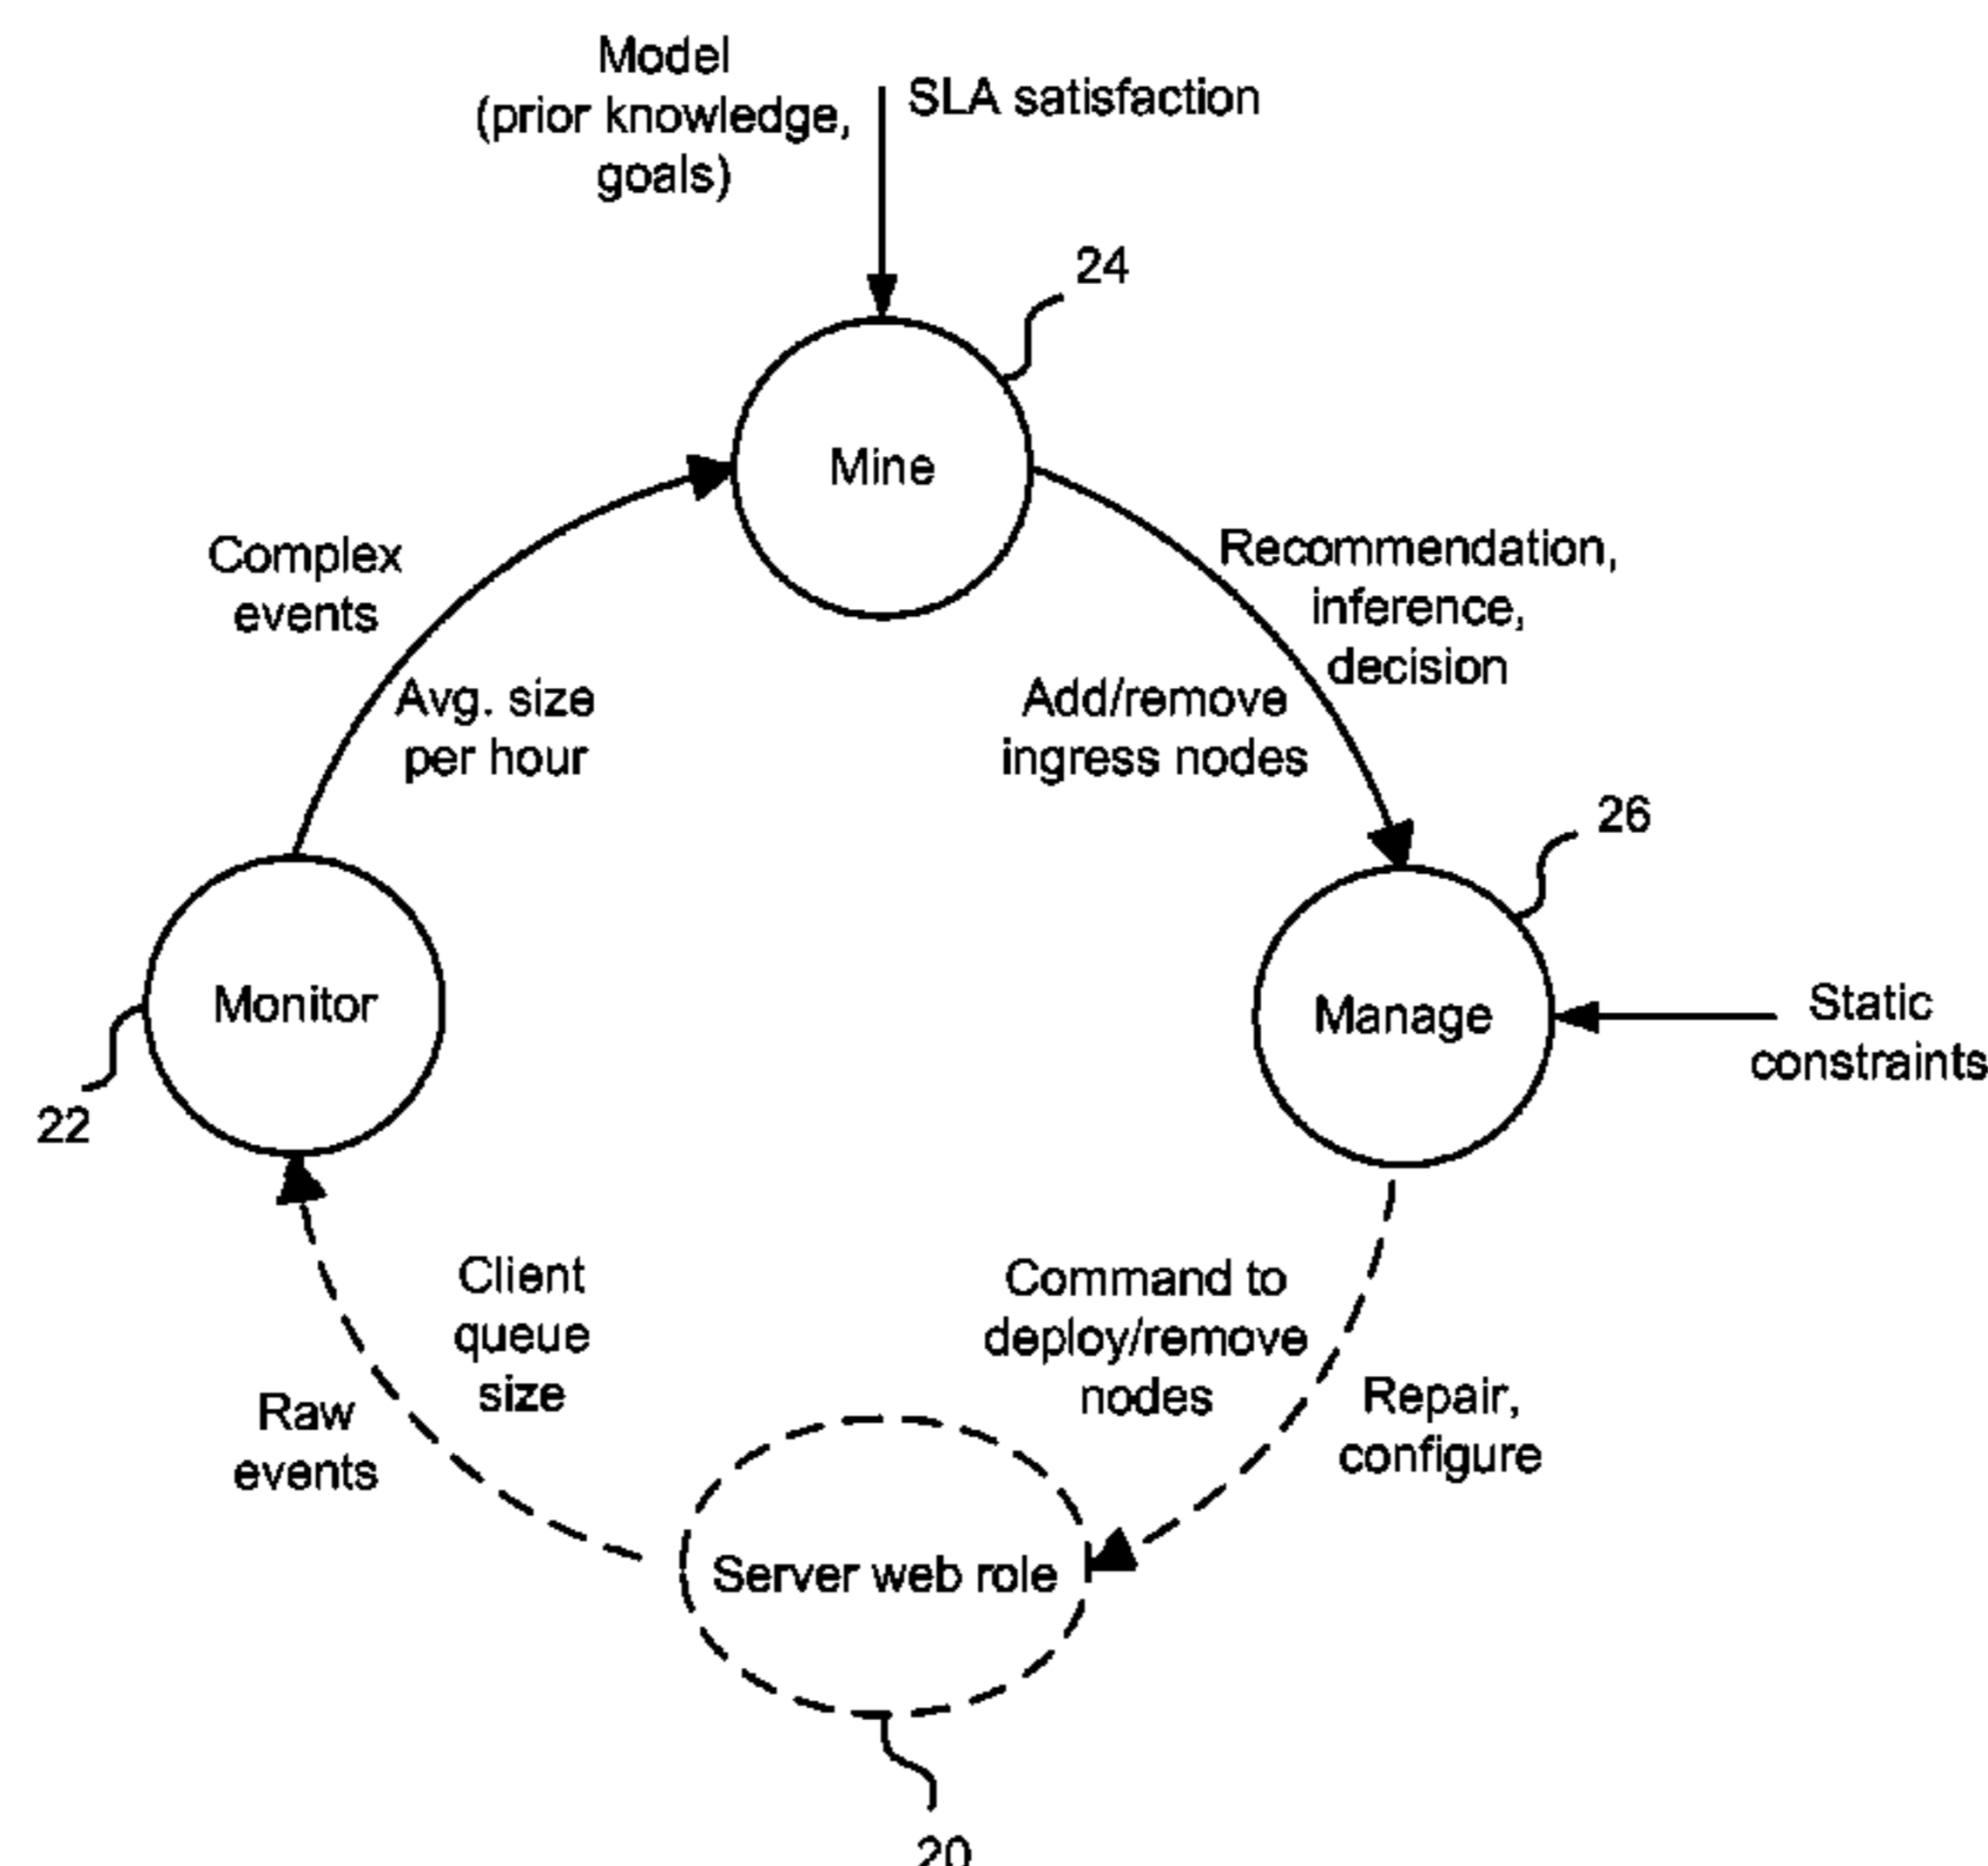 Model
(prior knowledge,
goals)
SLA satisfaction
24
Mine
Complex
events
Avg. size
per hour
Recommendation,
inference,
decision
Add/remove
ingress nodes
26
Monitor
22
Manage
Static
constraints
Client
queue
size
Raw
events
Command to
deploy/remove
nodes
Repair,
configure
Server web role
20